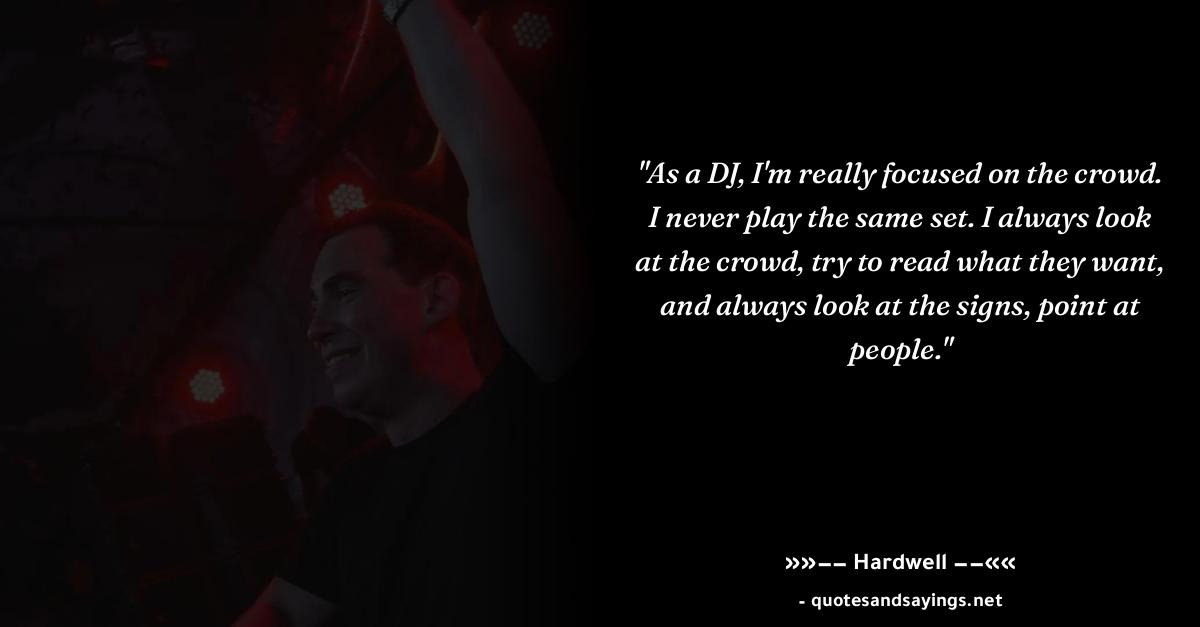 "As a DJ, I'm really focused on the crowd.
I never play the same set. I always look
at the crowd, try to read what they want,
and always look at the signs, point at
people."
»»—— Hardwell ——««
- quotesandsayings.net